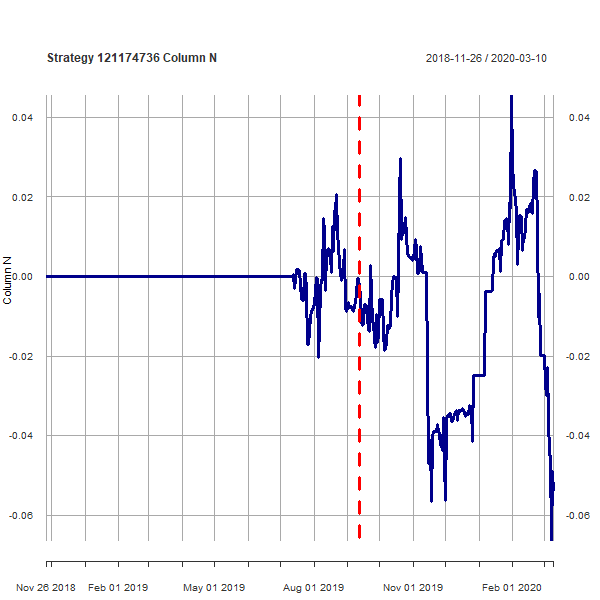 Strategy 121174736 Column N
2018-11-26 / 2020-03-10
0.04
0.04
0.02
0.02
0.00
0.00
Column N
-0.02
-0.02
-0.04
-0.04
-0.06
-0.06
Nov 26 2018
Feb 01 2019
May 01 2019
Aug 01 2019
Nov 01 2019
Feb 01 2020